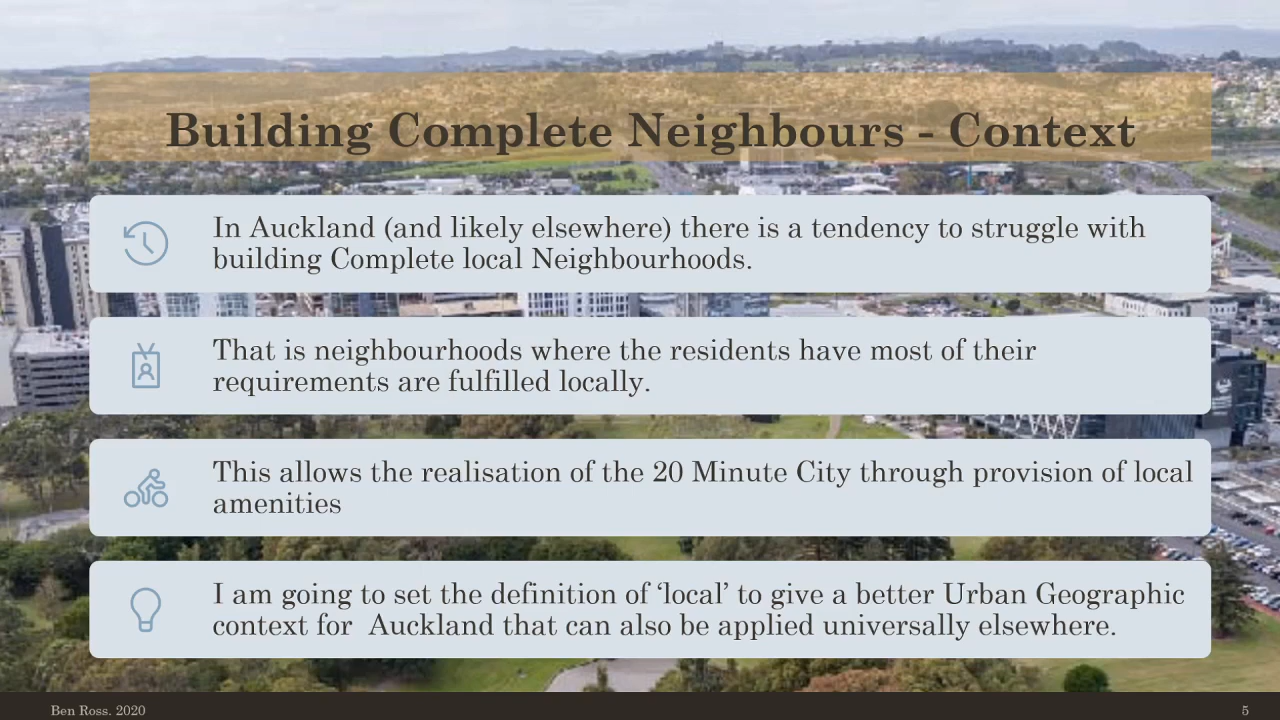 Building Complete Neighbours - Context
In Auckland (and likely elsewhere) there is a tendency to struggle with
building Complete local Neighbourhoods.
That is neighbourhoods where the residents have most of their
requirements are fulfilled locally.
This allows the realisation of the 20 Minute City through provision of local
amenities
I am going to set the definition of ‘local’ to give a better Urban Geographic
context for  Auckland that can also be applied universally elsewhere.
Ben Ross. 2020
5